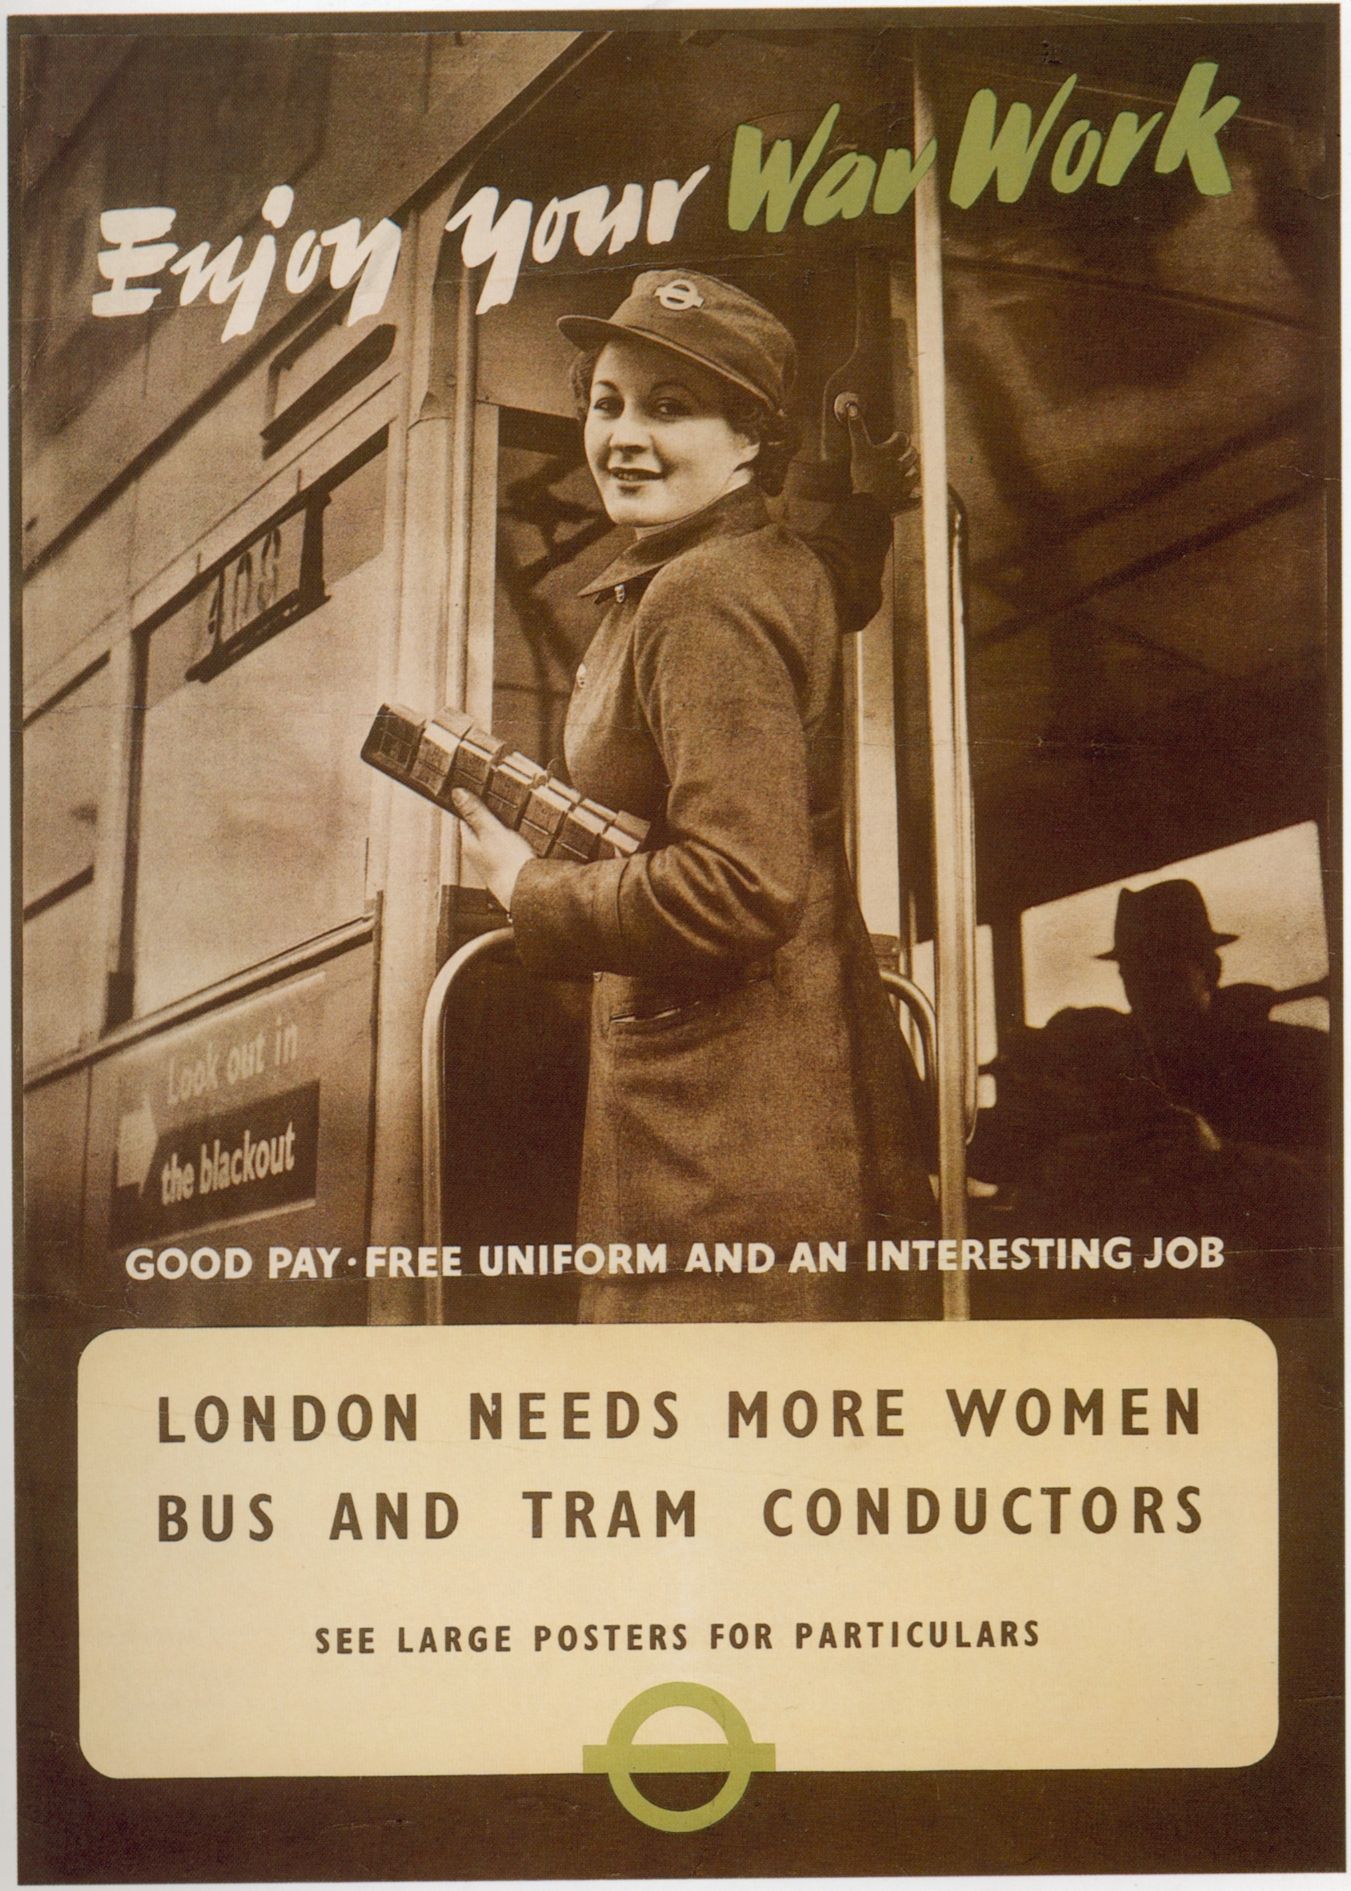 Enjoy your War Work
Look out in
the blackout
GOOD PAY · FREE UNIFORM AND AN INTERESTING JOB
LONDON NEEDS MORE WOMEN
BUS AND TRAM CONDUCTORS
SEE LARGE POSTERS FOR PARTICULARS